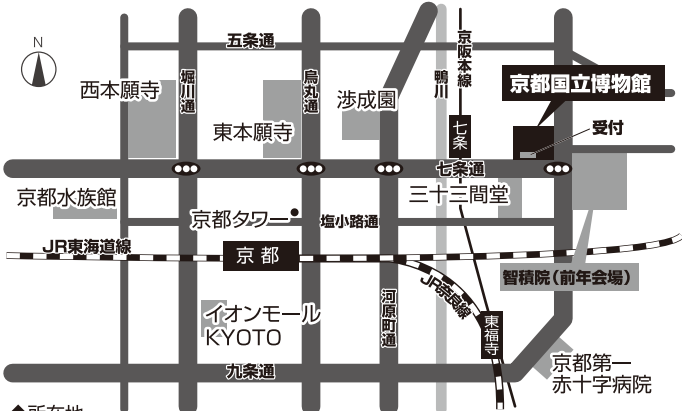 N
五条通
京阪本線
鴨川
京都国立博物館
西本願寺
堀川通
烏丸通
渉成園
東本願寺
七条
受付
七条通
京都水族館
三十三間堂
京都タワー
塩小路通
JR東海道線
京都
智積院(前年会場)
JR奈良線
河原町通
イオンモール
KYOTO
東福寺
九条通
京都第一
赤十字病院
◆所在地